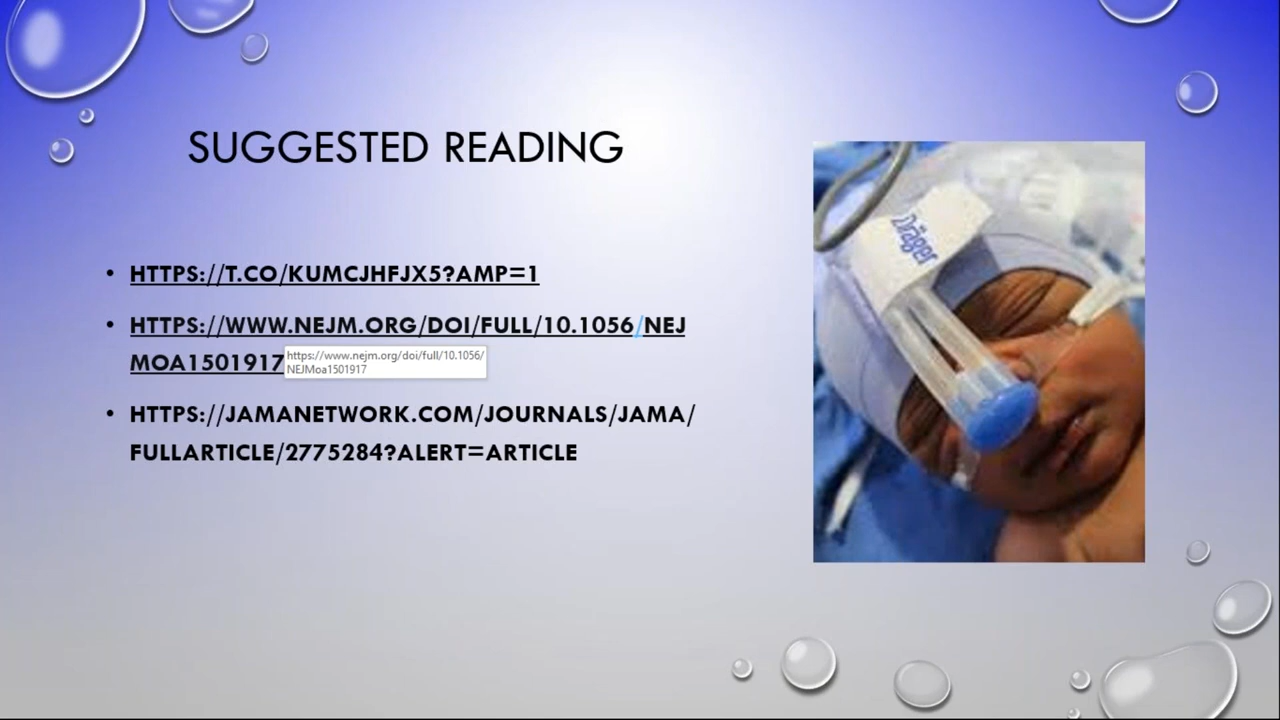 SUGGESTED READING
• HTTPS://T.CO/KUMCJHFJX5?AMP=1
• HTTPS://WWW.NEJM.ORG/DOI/FULL/10.1056/NEJ
MOA1501917
https://www.nejm.org/doi/full/10.1056/
NEJMoa1501917
• HTTPS://JAMANETWORK.COM/JOURNALS/JAMA/
FULLARTICLE/2775284?ALERT=ARTICLE
Dräger